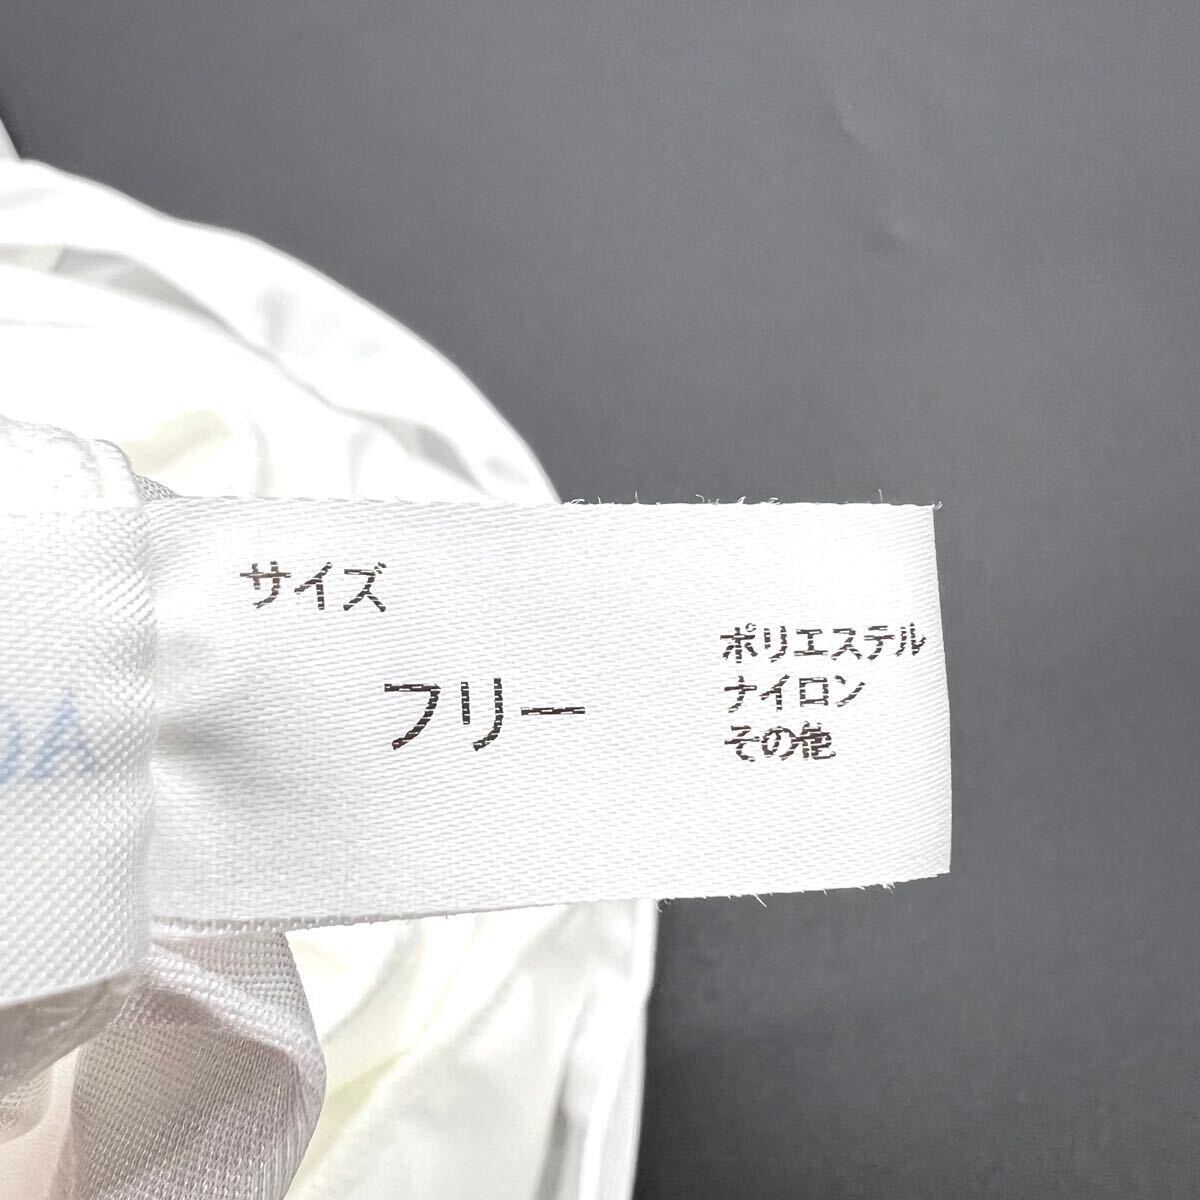 サイズ
フリー
ポリエステル
ナイロン
その他